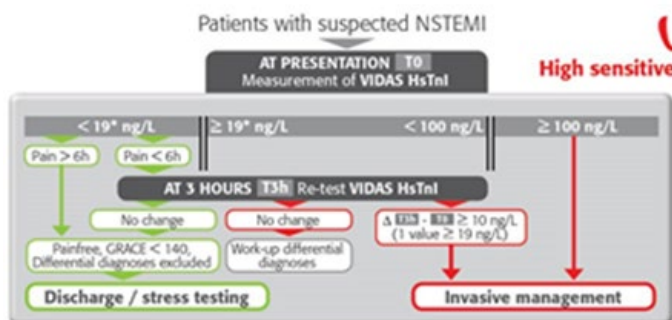 Patients with suspected NSTEMI
AT PRESENTATION T0
Measurement of VIDAS HsTnI
High sensitive
< 19* ng/L
≥ 19* ng/L
< 100 ng/L
≥ 100 ng/L
Pain > 6h
Pain < 6h
AT 3 HOURS T3h Re-test VIDAS HsTnI
No change
No change
Δ T3h - T0 ≥ 10 ng/L
(1 value ≥ 19 ng/L)
Painfree, GRACE < 140,
Differential diagnoses excluded
Work-up differential
diagnoses
Discharge / stress testing
Invasive management